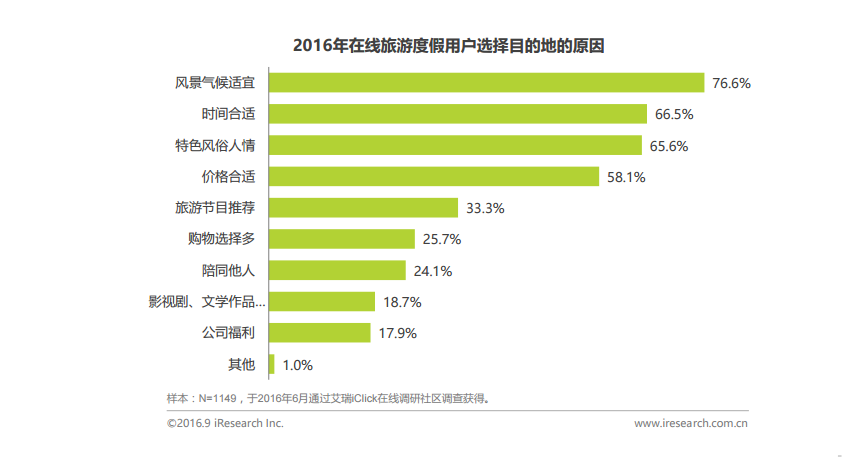 2016年在线旅游度假用户选择目的地的原因
风景气候适宜 76.6%
时间合适 66.5%
特色风俗人情 65.6%
价格合适 58.1%
旅游节目推荐 33.3%
购物选择多 25.7%
陪同他人 24.1%
影视剧、文学作品... 18.7%
公司福利 17.9%
其他 1.0%
样本：N=1149，于2016年6月通过艾瑞iClick在线调研社区调查获得。
©2016.9 iResearch Inc. www.iresearch.com.cn